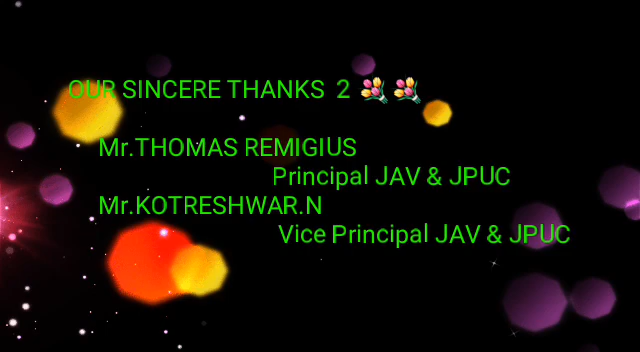 OUR SINCERE THANKS 2 💐💐
Mr.THOMAS REMIGIUS
Principal JAV & JPUC
Mr.KOTRESHWAR.N
Vice Principal JAV & JPUC